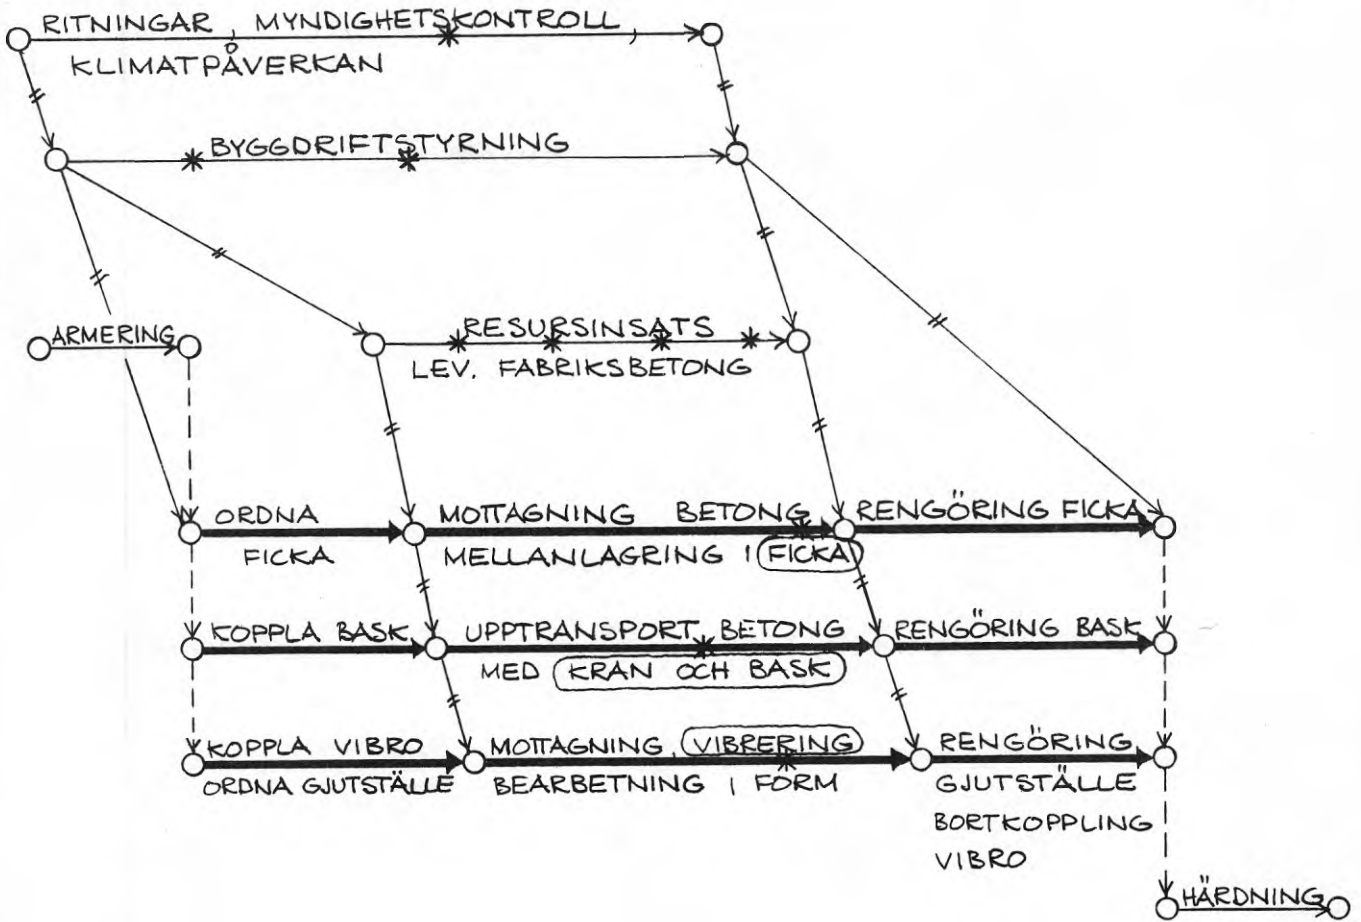 RITNINGAR, MYNDIGHETSKONTROLL,
KLIMATPÅVERKAN
BYGGDRIFTSTYRNING
ARMERING
RESURSINSATS
LEV. FABRIKSBETONG
ORDNA
FICKA
MOTTAGNING BETONG
MELLANLAGRING I FICKA
RENGÖRING FICKA
KOPPLA BASK
UPPTRANSPORT BETONG
MED KRAN OCH BASK
RENGÖRING BASK
KOPPLA VIBRO
ORDNA GJUTSTÄLLE
MOTTAGNING, VIBRERING
BEARBETNING I FORM
RENGÖRING
GJUTSTÄLLE
BORTKOPPLING
VIBRO
HÄRDNING